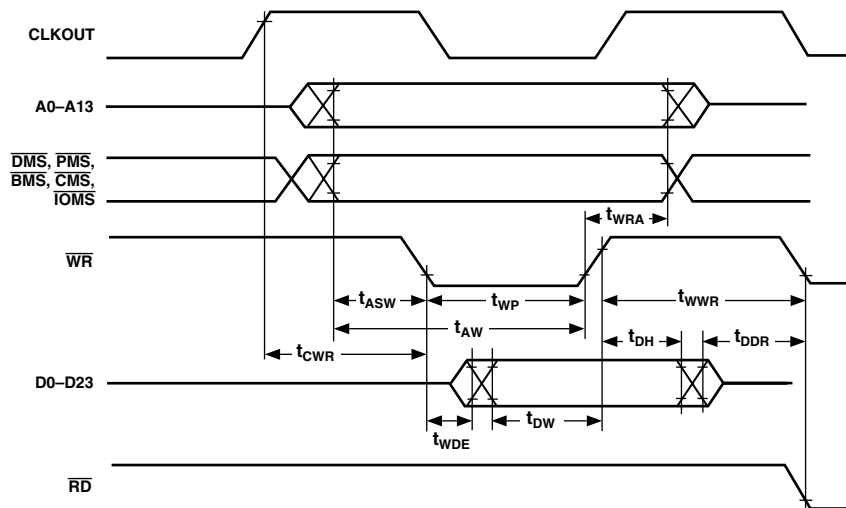 CLKOUT
A0–A13
DMS, PMS,
BMS, CMS,
IOMS
tWRA
WR
tASW
tWP
tWWR
tAW
tCWR
tDH
tDDR
D0–D23
tWDE
tDW
RD